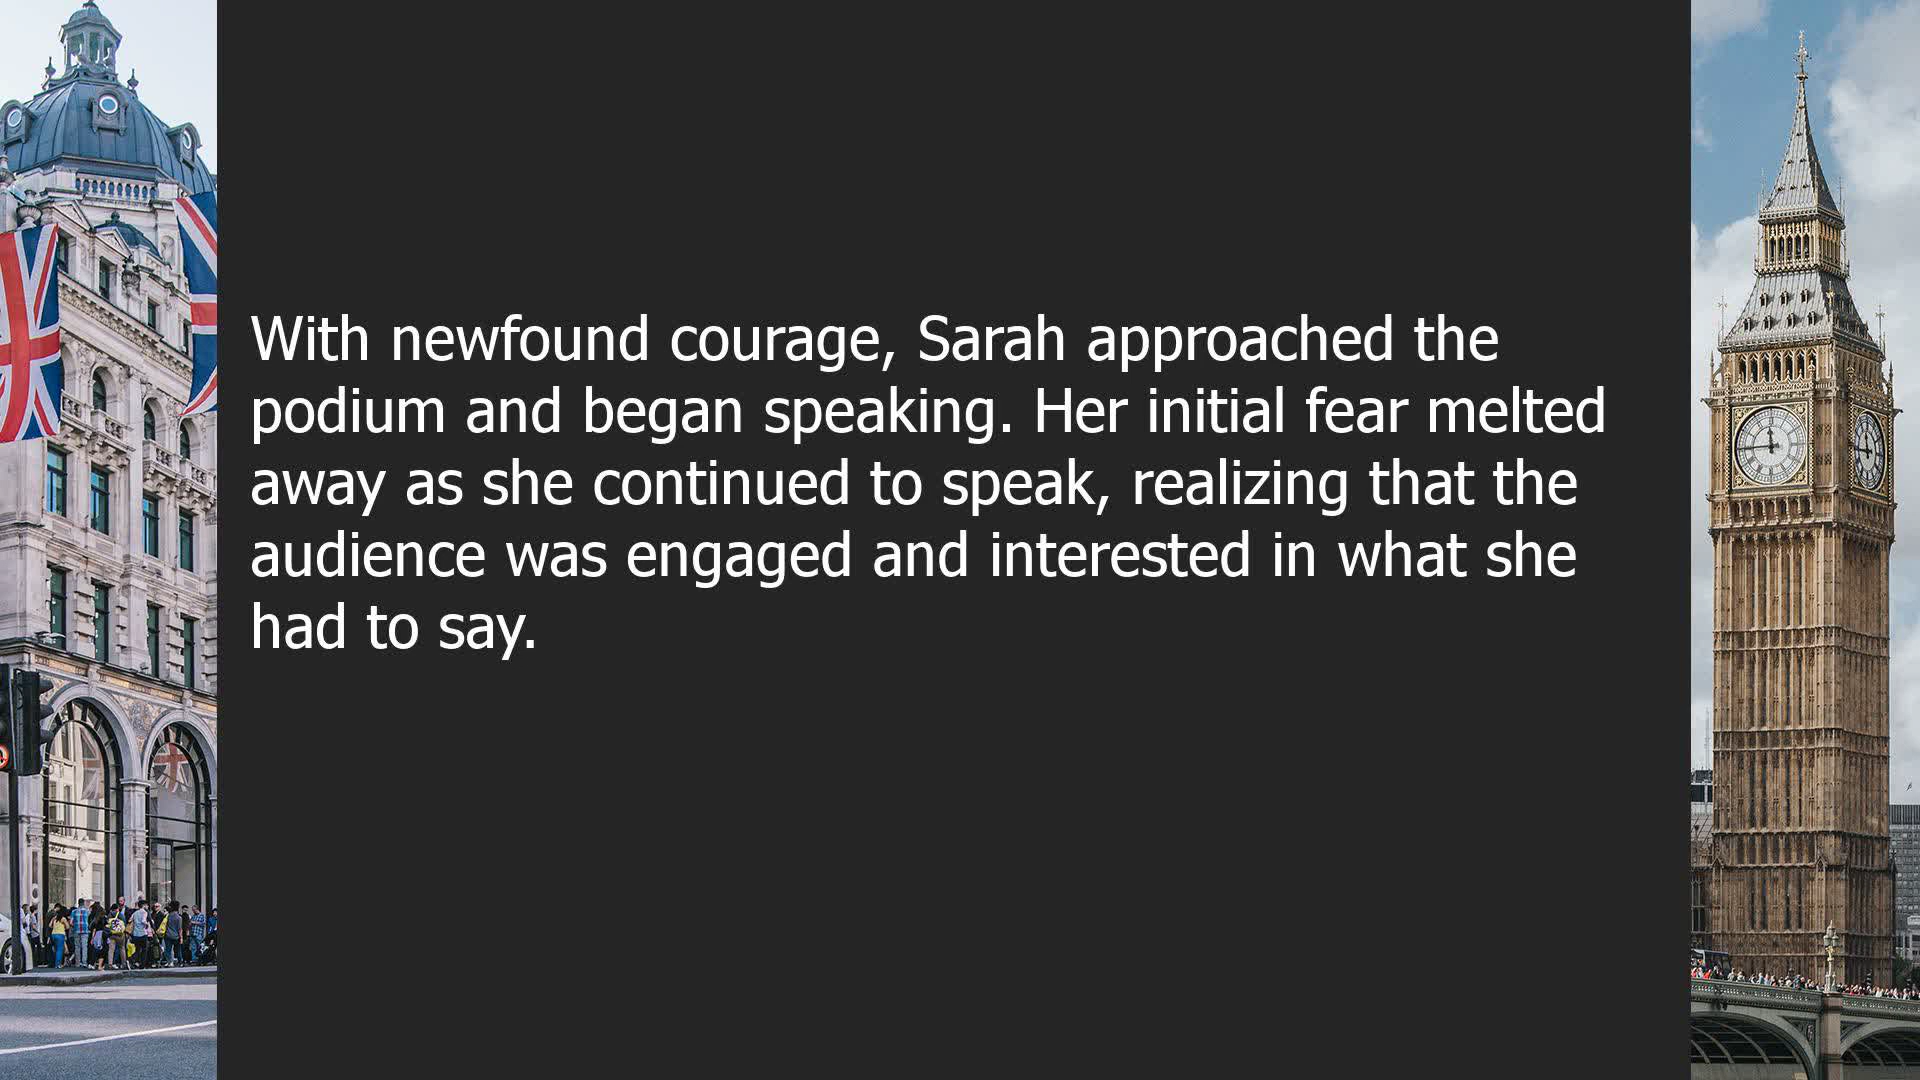 With newfound courage, Sarah approached the
podium and began speaking. Her initial fear melted
away as she continued to speak, realizing that the
audience was engaged and interested in what she
had to say.